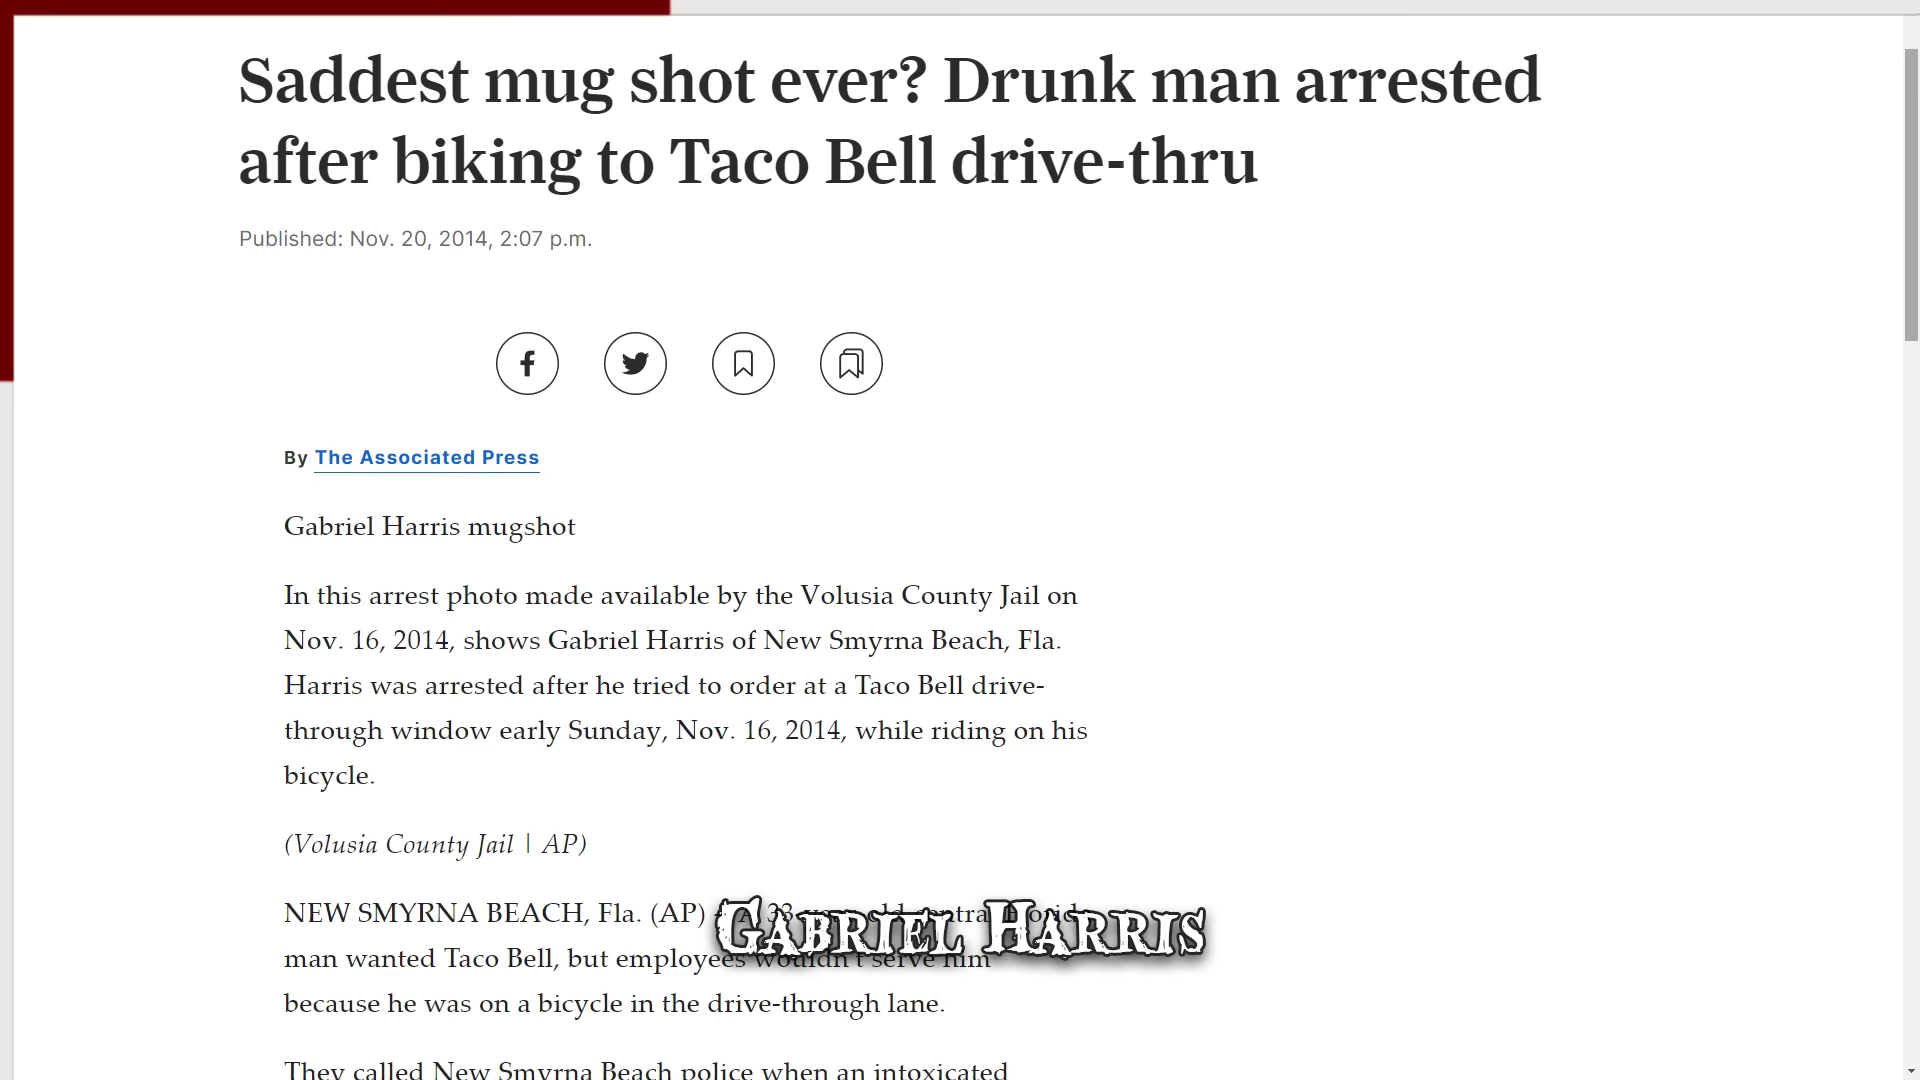 Saddest mug shot ever? Drunk man arrested
after biking to Taco Bell drive-thru
Published: Nov. 20, 2014, 2:07 p.m.
By The Associated Press
Gabriel Harris mugshot
In this arrest photo made available by the Volusia County Jail on
Nov. 16, 2014, shows Gabriel Harris of New Smyrna Beach, Fla.
Harris was arrested after he tried to order at a Taco Bell drive-
through window early Sunday, Nov. 16, 2014, while riding on his
bicycle.
(Volusia County Jail | AP)
NEW SMYRNA BEACH, Fla. (AP) - A 33-year-old central Florida
Gabriel Harris
man wanted Taco Bell, but employees wouldn't serve him
because he was on a bicycle in the drive-through lane.
They called New Smyrna Beach police when an intoxicated